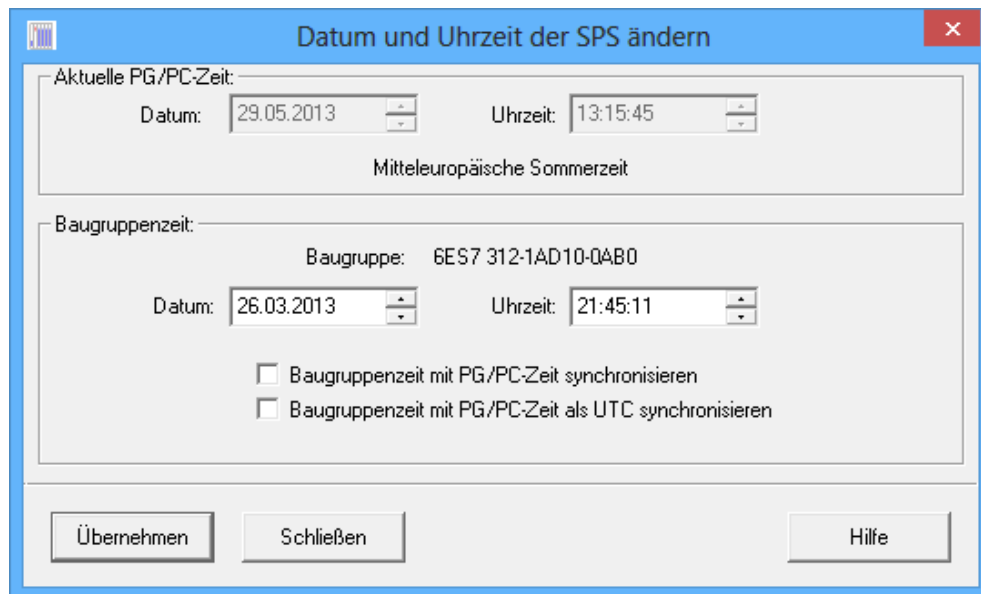 Datum und Uhrzeit der SPS ändern
Aktuelle PG/PC-Zeit:
Datum: 29.05.2013 Uhrzeit: 13:15:45
Mitteleuropäische Sommerzeit
Baugruppenzeit:
Baugruppe: 6ES7 312-1AD10-0AB0
Datum: 26.03.2013 Uhrzeit: 21:45:11
Baugruppenzeit mit PG/PC-Zeit synchronisieren
Baugruppenzeit mit PG/PC-Zeit als UTC synchronisieren
Übernehmen Schließen Hilfe